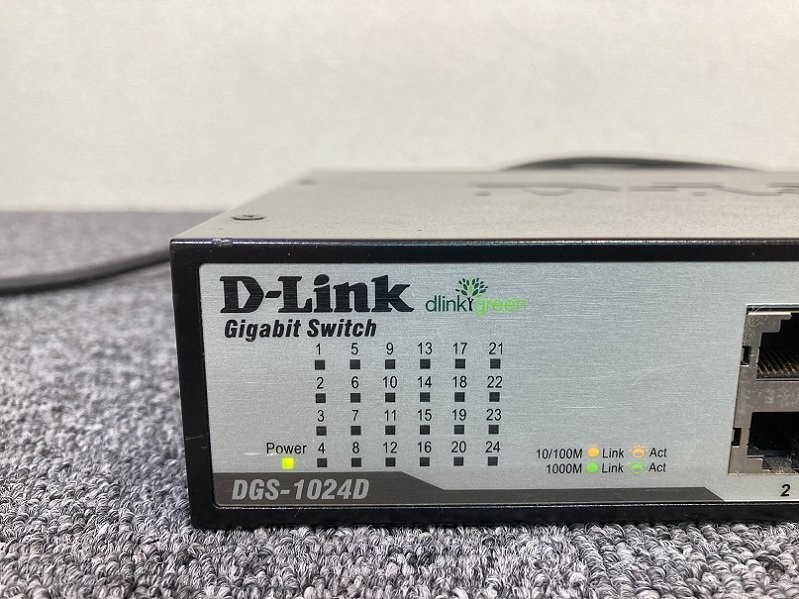 D-Link
dlinkgreen
Gigabit Switch
1 5 9 13 17 21
2 6 10 14 18 22
3 7 11 15 19 23
Power 4 8 12 16 20 24
10/100M Link Act
1000M Link Act
DGS-1024D
2